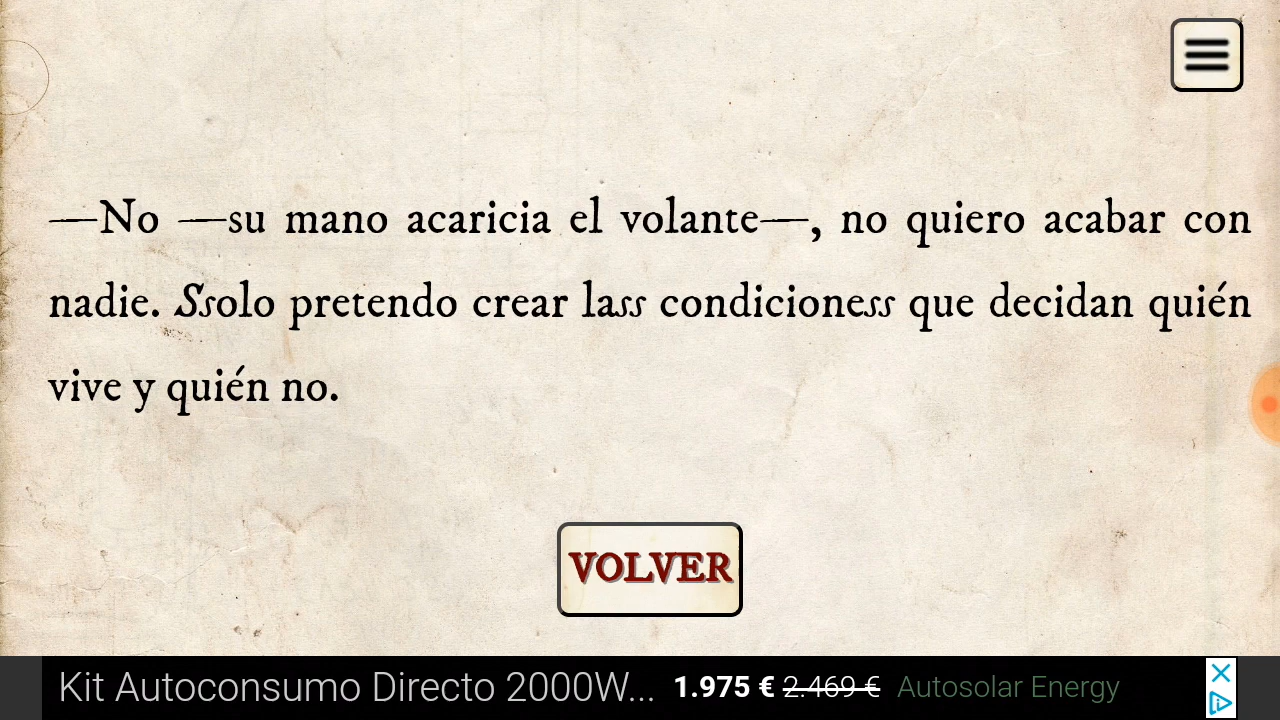 —No —su mano acaricia el volante—, no quiero acabar con
nadie. Ssolo pretendo crear lass condicioness que decidan quién
vive y quién no.
VOLVER
Kit Autoconsumo Directo 2000W... 1.975 € 2.469 € Autosolar Energy